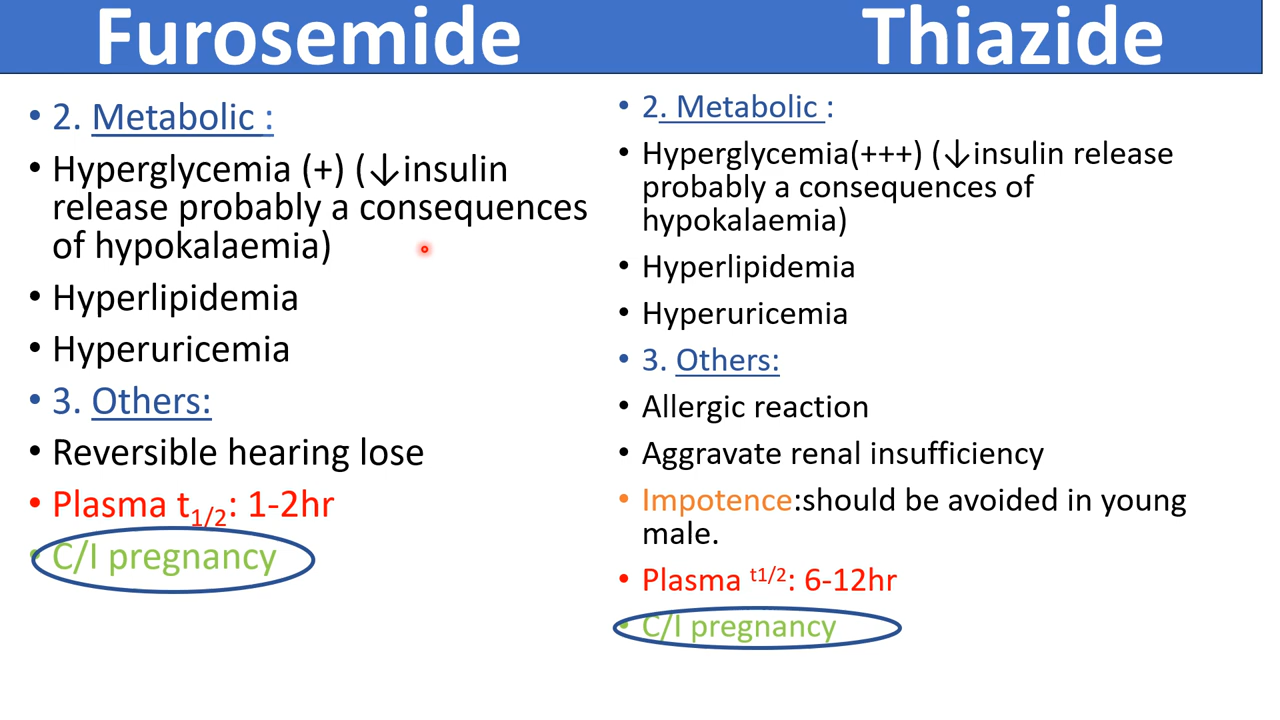 Furosemide
• 2. Metabolic :
• Hyperglycemia (+) (↓insulin
release probably a consequences
of hypokalaemia)
• Hyperlipidemia
• Hyperuricemia
• 3. Others:
• Reversible hearing lose
• Plasma t1/2: 1-2hr
• C/I pregnancy
Thiazide
• 2. Metabolic :
• Hyperglycemia(+++) (↓insulin release
probably a consequences of
hypokalaemia)
• Hyperlipidemia
• Hyperuricemia
• 3. Others:
• Allergic reaction
• Aggravate renal insufficiency
• Impotence:should be avoided in young
male.
• Plasma t1/2: 6-12hr
• C/I pregnancy